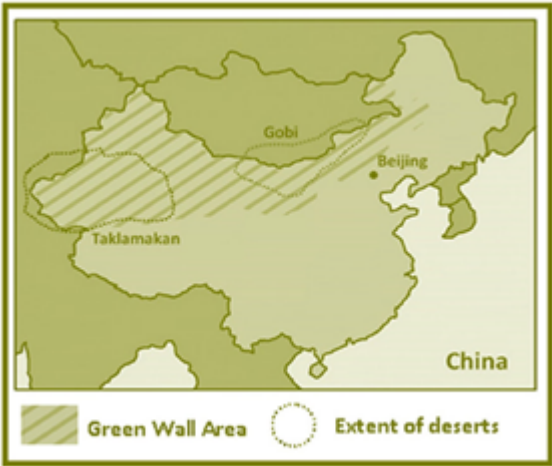 Gobi
Beijing
Taklamakan
China
Green Wall Area
Extent of deserts